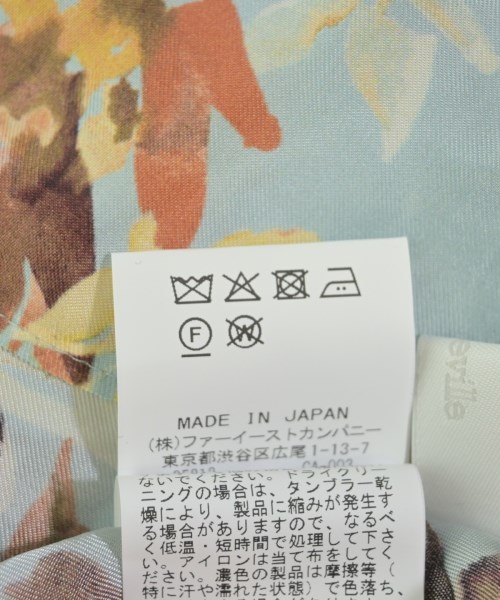 F
W
MADE IN JAPAN
(株)ファーイーストカンパニー
東京都渋谷区広尾1-13-7
CA-003
ないでください。ドライクリー
ニングの場合は、タンブラー乾
燥により、製品に縮みが発生す
る場合がありますので、なるべ
く低温・短時間で処理して下さ
い。アイロンは当て布をしてく
ださい。濃色の製品は摩擦等(
特に汗や濡れた状態)で色落ち、
sville